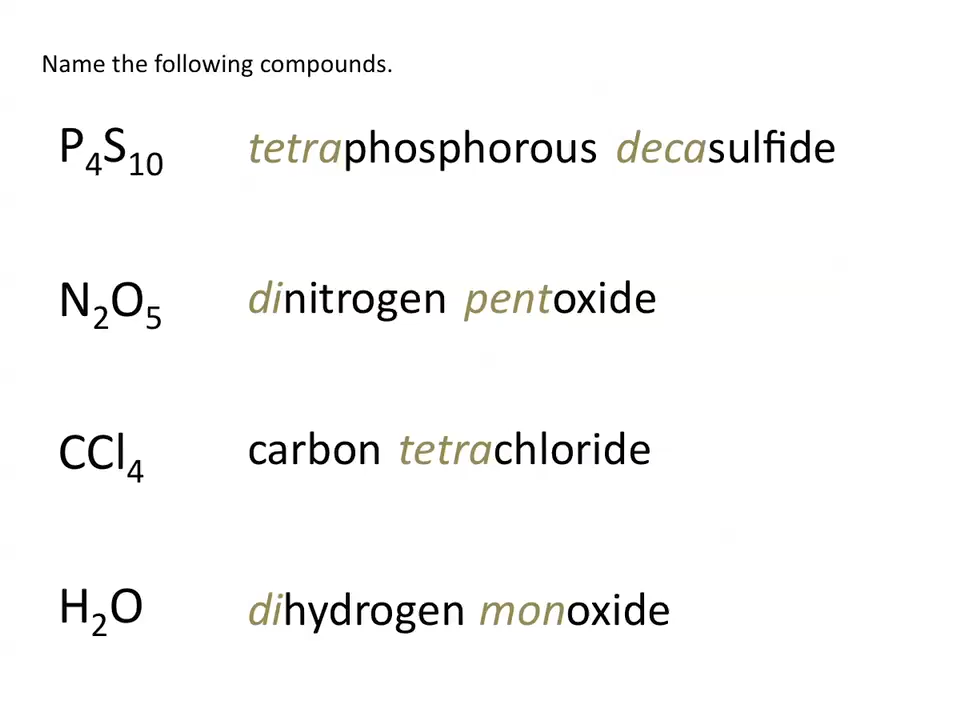 Name the following compounds.
P₄S₁₀ tetraphosphorous decasulfide
N₂O₅ dinitrogen pentoxide
CCl₄ carbon tetrachloride
H₂O dihydrogen monoxide